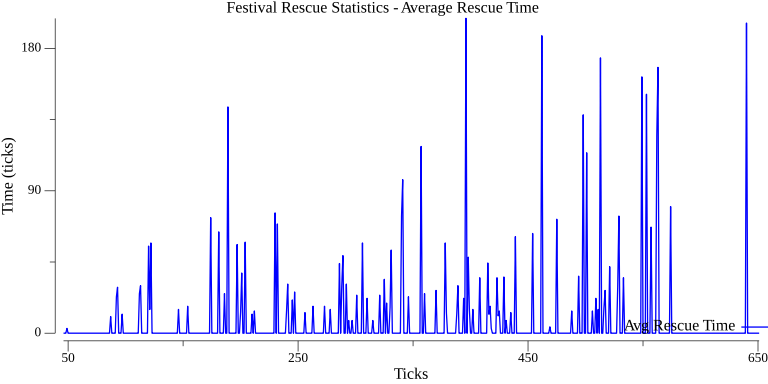 Festival Rescue Statistics - Average Rescue Time
Time (ticks)
180
90
0
Avg Rescue Time
50
250
450
650
Ticks